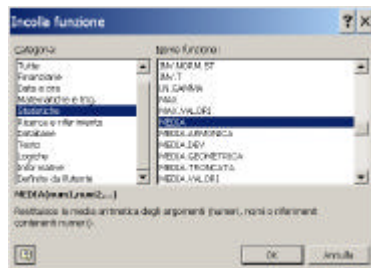 Incolla funzione
Categoria:
Nome funzione:
Tutte
Finanziarie
Data e ora
Matematiche e trig.
Statistiche
Ricerca e riferimento
Database
Testo
Logiche
Informative
Definite da Utente
INV.NORM.ST
INV.T
LN.GAMMA
MAX
MAX.VALORI
MEDIA
MEDIA.ARMONICA
MEDIA.DEV
MEDIA.GEOMETRICA
MEDIA.TRONCATA
MEDIA.VALORI
MEDIA(num1;num2;...)
Restituisce la media aritmetica degli argomenti (numeri, nomi o riferimenti
contenenti numeri).
OK
Annulla